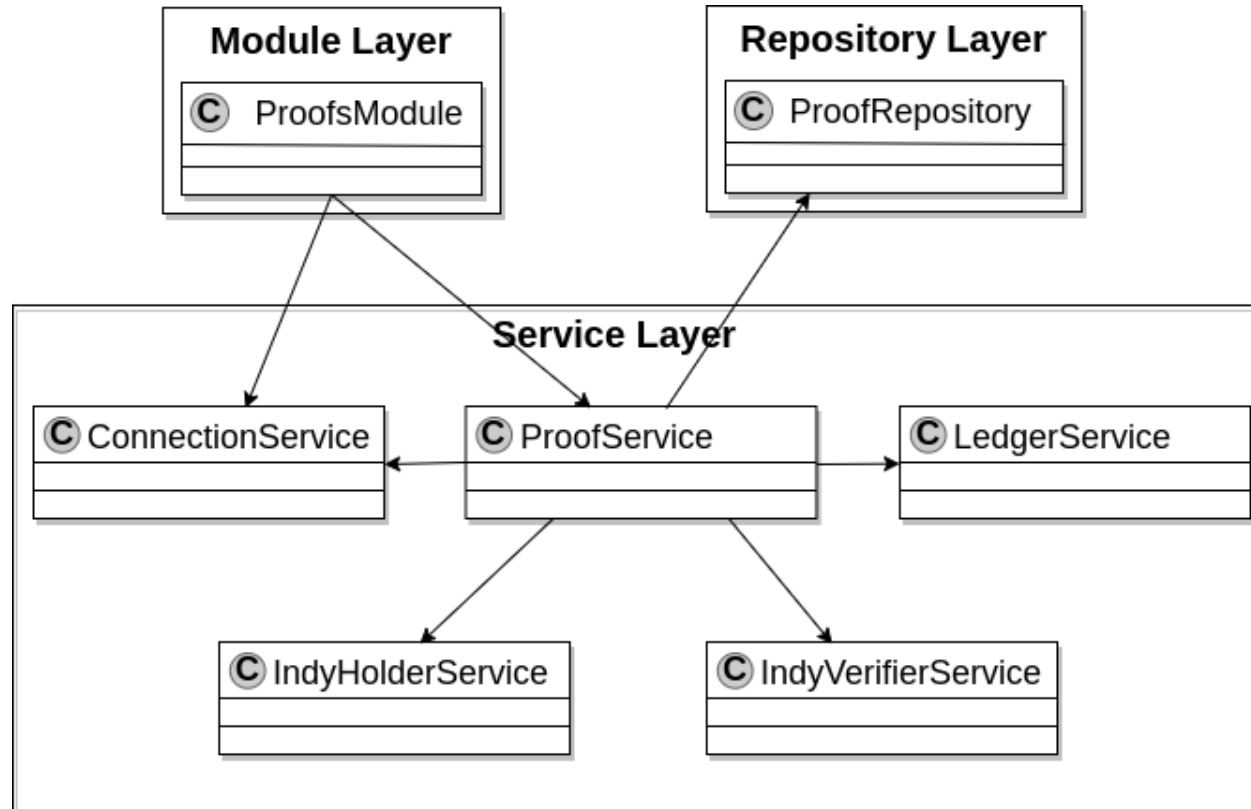 Module Layer
C ProofsModule
Repository Layer
C ProofRepository
Service Layer
C ConnectionService
C ProofService
C LedgerService
C IndyHolderService
C IndyVerifierService